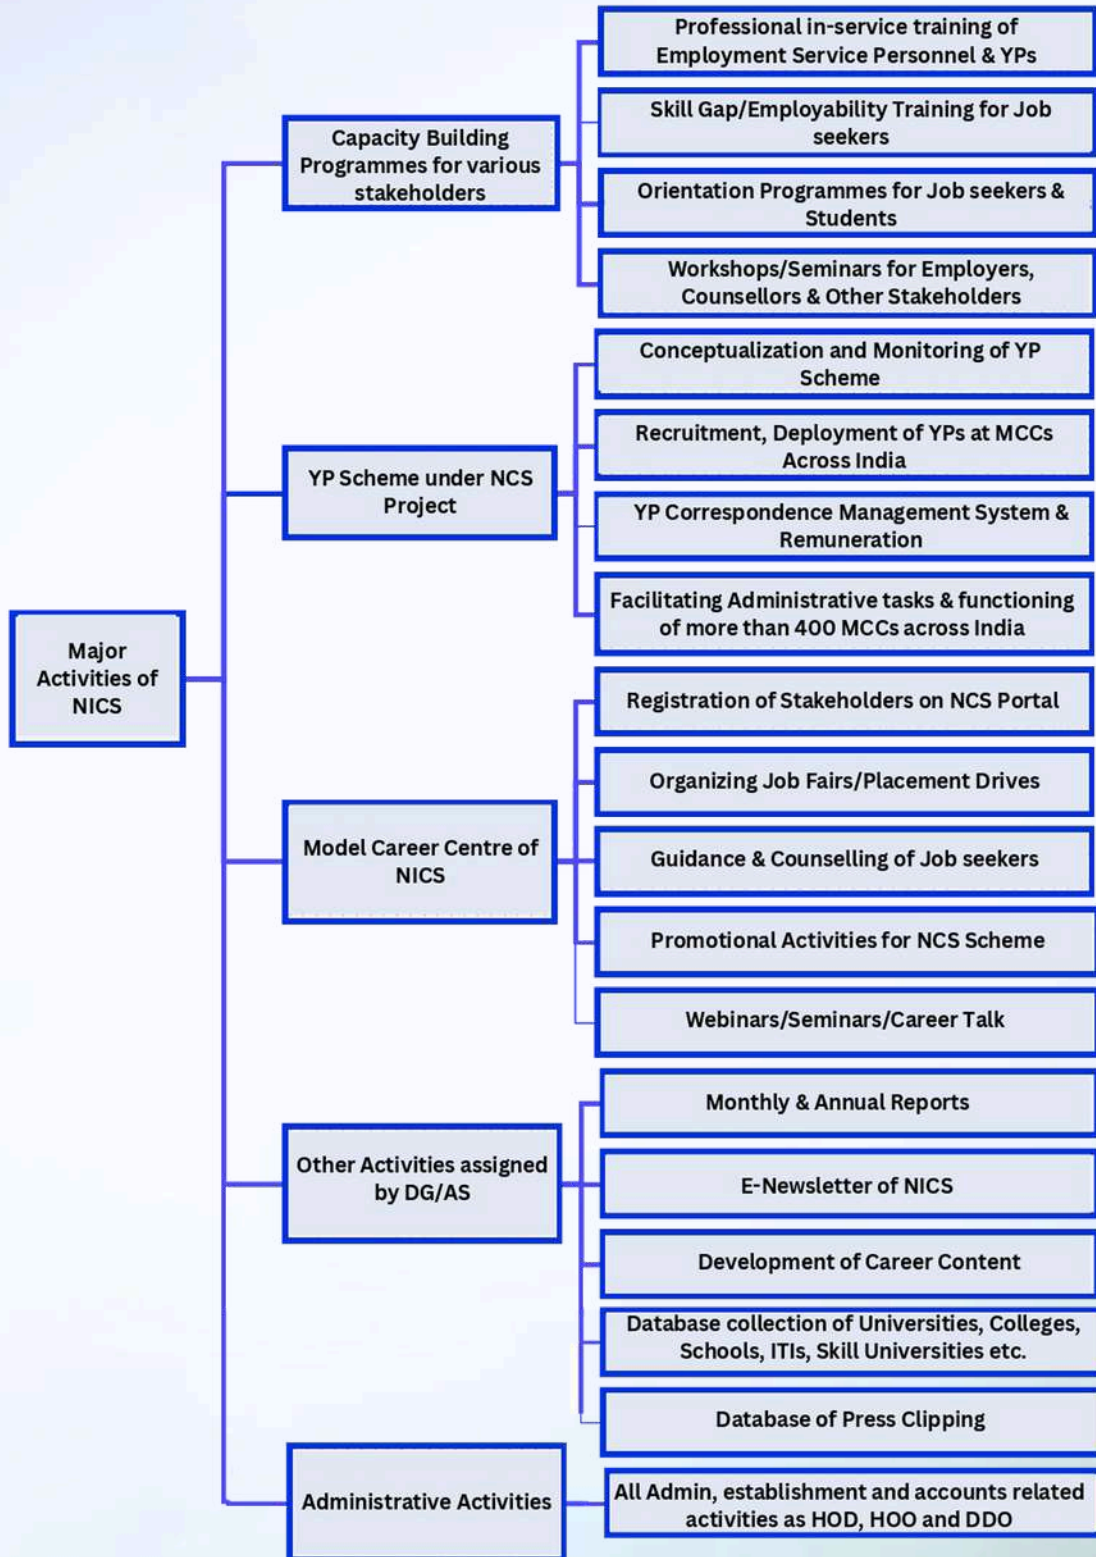 Major
Activities of
NICS
Capacity Building
Programmes for various
stakeholders
Professional in-service training of
Employment Service Personnel & YPs
Skill Gap/Employability Training for Job
seekers
Orientation Programmes for Job seekers &
Students
Workshops/Seminars for Employers,
Counsellors & Other Stakeholders
YP Scheme under NCS
Project
Conceptualization and Monitoring of YP
Scheme
Recruitment, Deployment of YPs at MCCs
Across India
YP Correspondence Management System &
Remuneration
Facilitating Administrative tasks & functioning
of more than 400 MCCs across India
Model Career Centre of
NICS
Registration of Stakeholders on NCS Portal
Organizing Job Fairs/Placement Drives
Guidance & Counselling of Job seekers
Promotional Activities for NCS Scheme
Webinars/Seminars/Career Talk
Other Activities assigned
by DG/AS
Monthly & Annual Reports
E-Newsletter of NICS
Development of Career Content
Database collection of Universities, Colleges,
Schools, ITIs, Skill Universities etc.
Database of Press Clipping
Administrative Activities
All Admin, establishment and accounts related
activities as HOD, HOO and DDO